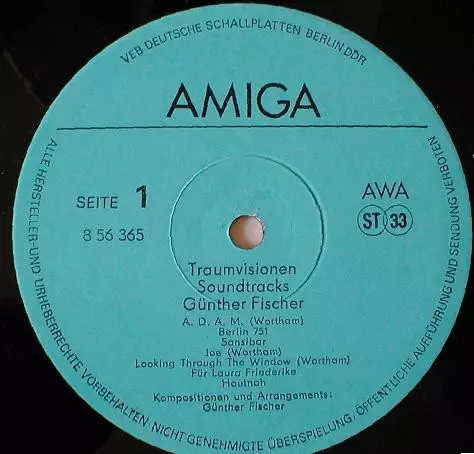 VEB DEUTSCHE SCHALLPLATTEN BERLIN DDR
AMIGA
SEITE 1
8 56 365
AWA
ST 33
Traumvisionen
Soundtracks
Günther Fischer
A. D. A. M. (Wortham)
Berlin 751
Sansibar
Joe (Wortham)
Looking Through The Window (Wortham)
Für Laura Friederike
Hautnah
Kompositionen und Arrangements:
Günther Fischer
ALLE HERSTELLER- UND URHEBERRECHTE VORBEHALTEN. NICHT GENEHMIGTE ÜBERSPIELUNG, ÖFFENTLICHE AUFFÜHRUNG UND SENDUNG VERBOTEN